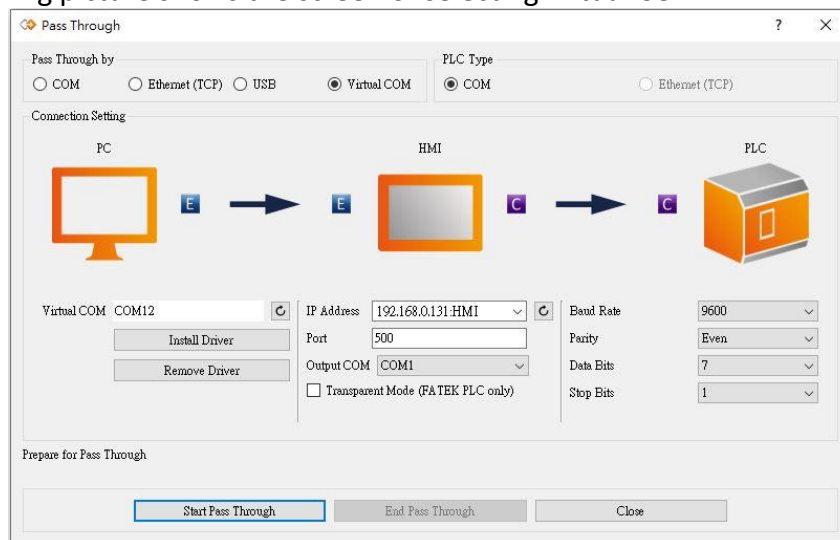 Pass Through ? X
Pass Through by PLC Type
COM Ethernet (TCP) USB Virtual COM COM Ethernet (TCP)
Connection Setting
PC HMI PLC
E E C C
Virtual COM COM12 IP Address 192.168.0.131:HMI Baud Rate 9600
Install Driver Port 500 Parity Even
Remove Driver Output COM COM1 Data Bits 7
Transparent Mode (FATEK PLC only) Stop Bits 1
Prepare for Pass Through
Start Pass Through End Pass Through Close